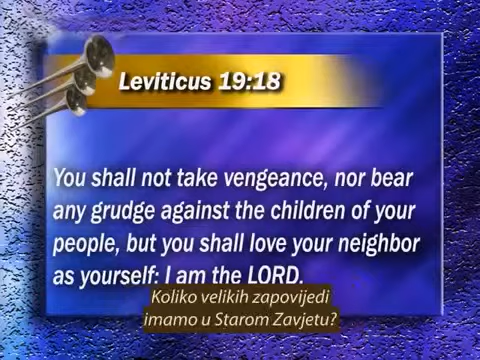 Leviticus 19:18
You shall not take vengeance, nor bear
any grudge against the children of your
people, but you shall love your neighbor
as yourself: I am the LORD.
Koliko velikih zapovijedi
imamo u Starom Zavjetu?